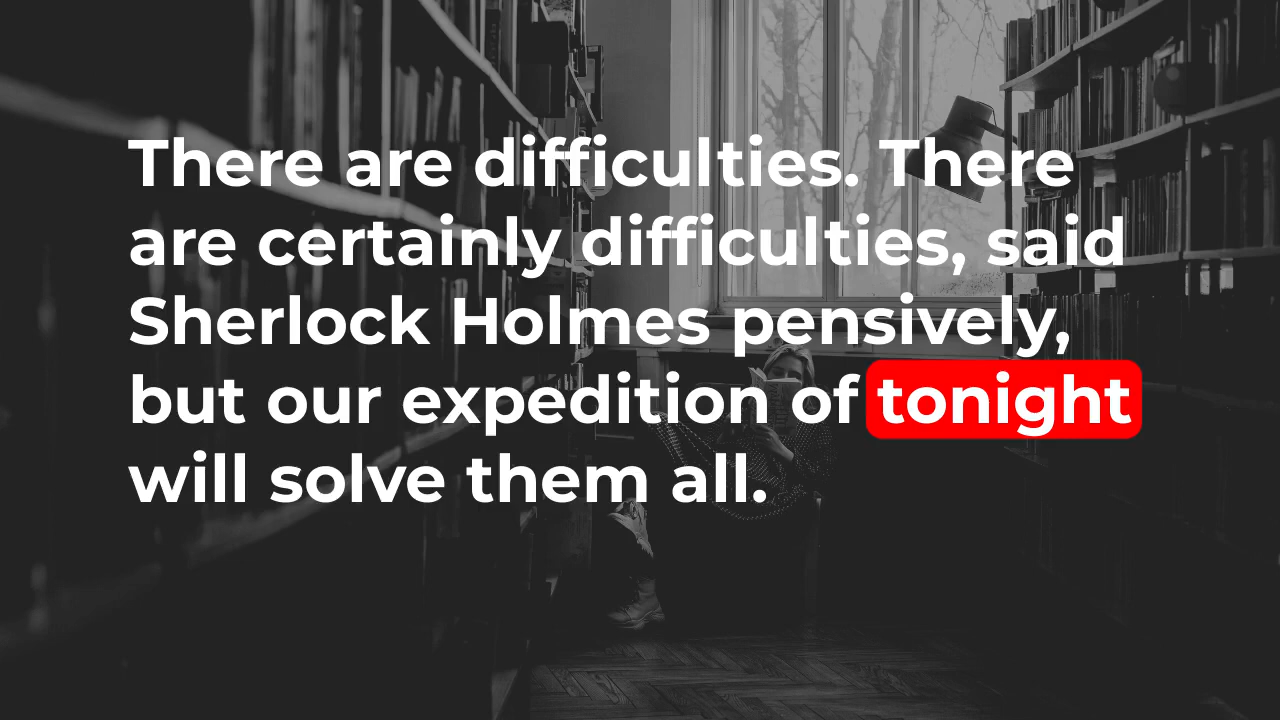 There are difficulties. There
are certainly difficulties, said
Sherlock Holmes pensively,
but our expedition of tonight
will solve them all.